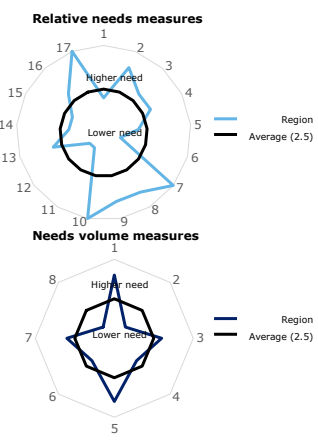 Relative needs measures
1
17 2
16 3
Higher need
15 4
14 5
Lower need
Region
Average (2.5)
13 6
12 7
11 8
10 9
Needs volume measures
1
8 2
Higher need
Region
7 3
Lower need
Average (2.5)
6 4
5